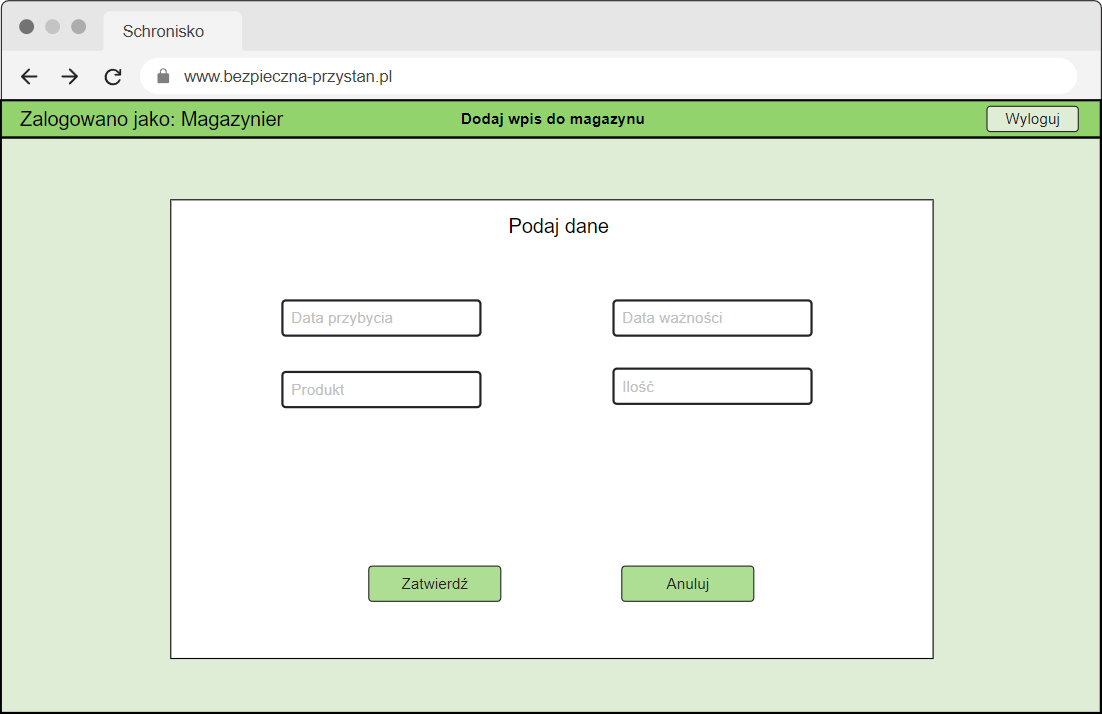 Schronisko
www.bezpieczna-przystan.pl
Zalogowano jako: Magazynier
Dodaj wpis do magazynu
Wyloguj
Podaj dane
Data przybycia
Data ważności
Produkt
Ilość
Zatwierdź
Anuluj